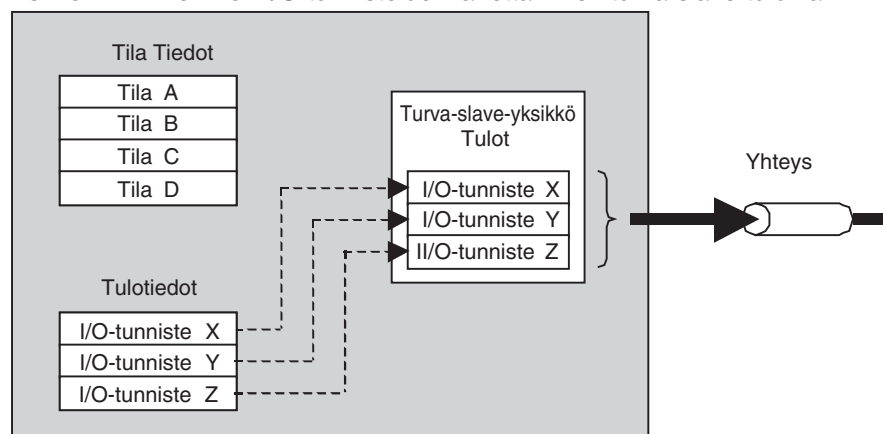 Tila Tiedot
Tila A
Tila B
Tila C
Tila D
Turva-slave-yksikkö
Tulot
I/O-tunniste X
I/O-tunniste Y
II/O-tunniste Z
Yhteys
Tulotiedot
I/O-tunniste X
I/O-tunniste Y
I/O-tunniste Z